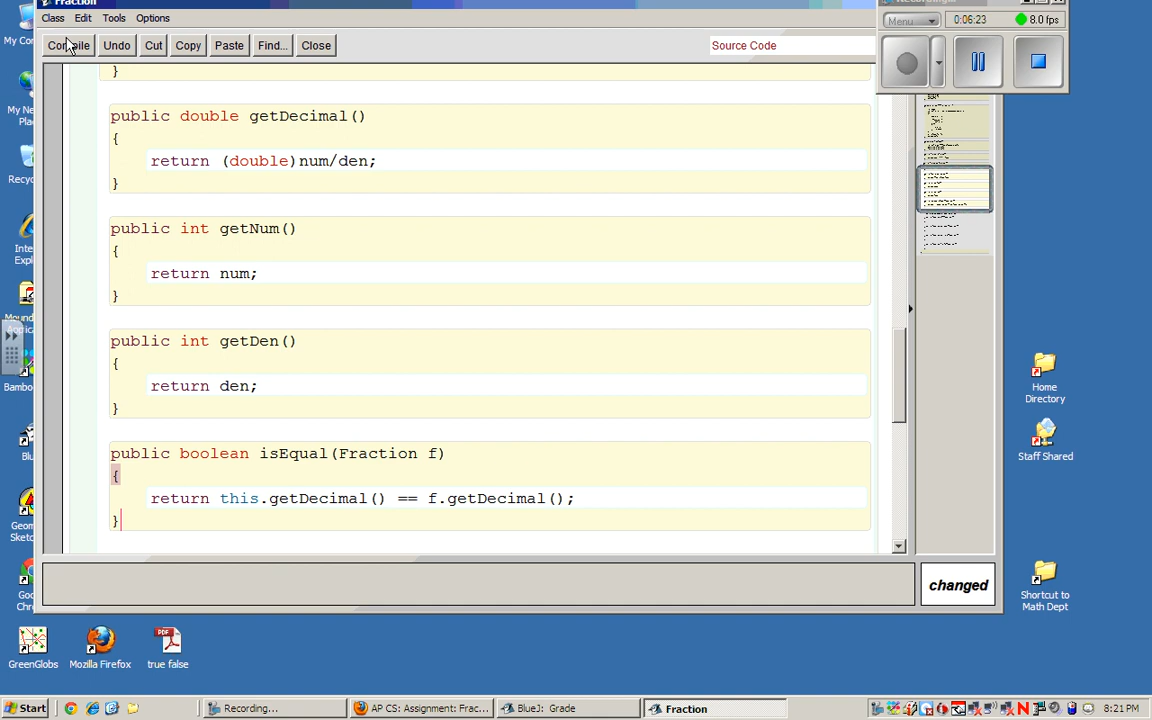 Fraction
Class Edit Tools Options
Compile Undo Cut Copy Paste Find... Close
Source Code
Menu
0:06:23
8.0 fps
}
public double getDecimal()
{
return (double)num/den;
}
public int getNum()
{
return num;
}
public int getDen()
{
return den;
}
public boolean isEqual(Fraction f)
{
return this.getDecimal() == f.getDecimal();
}
changed
My Co
My Ne
Plac
Recyc
Inte
Expl
Bambo
Blu
Geom
Sketc
Goo
Chro
Home
Directory
Staff Shared
Shortcut to
Math Dept
GreenGlobs
Mozilla Firefox
true false
Start
Recording...
AP CS: Assignment: Frac...
BlueJ: Grade
Fraction
8:21 PM